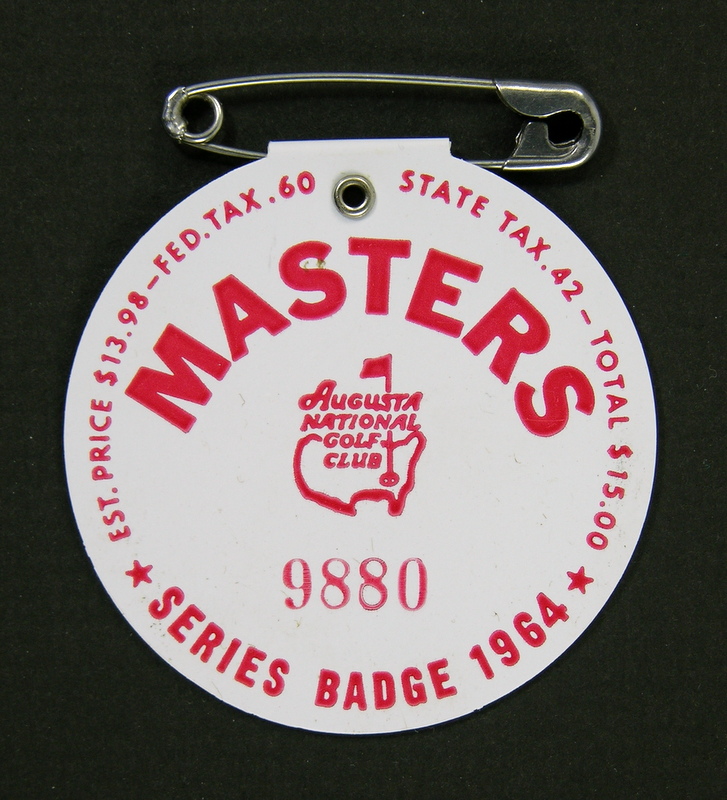 EST. PRICE $13.98-FED.TAX.60
STATE TAX.42-TOTAL $15.00
MASTERS
AUGUSTA
NATIONAL
GOLF
CLUB
9880
★ SERIES BADGE 1964 ★